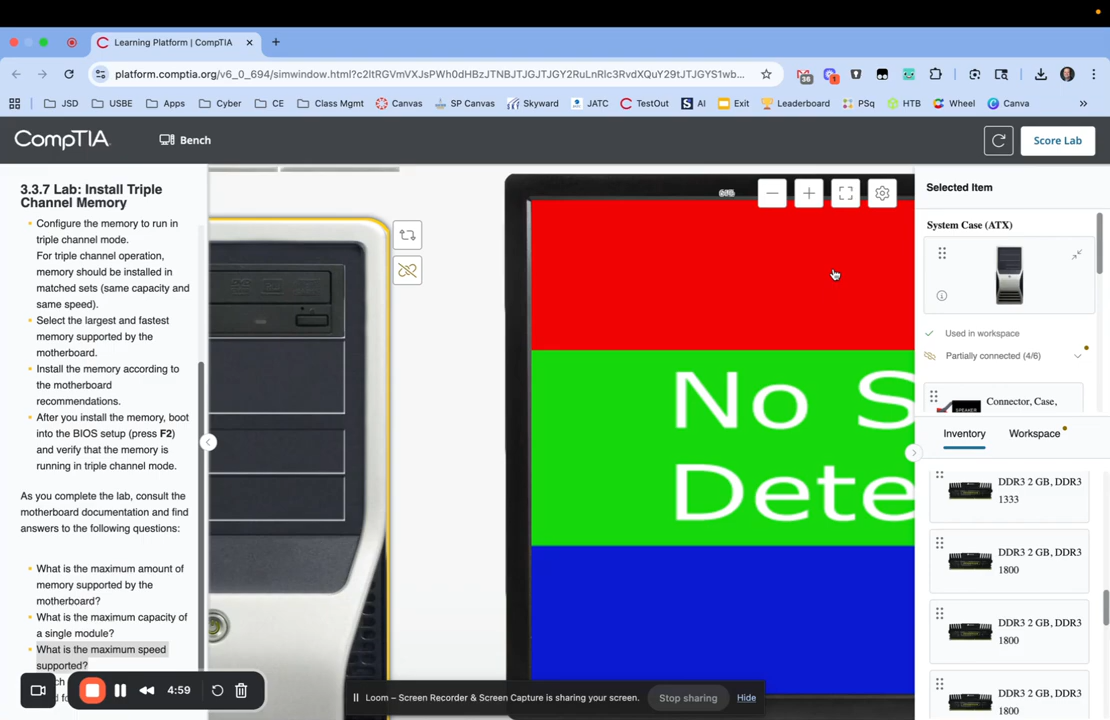 Learning Platform | CompTIA
platform.comptia.org/v6_0_694/simwindow.html?c2ltRGVmVXJsPWh0dHBzJTNBJTJGJTJGY2RuLnRlc3RvdXQuY29tJTJGYS1wb...
36
1
JSD
USBE
Apps
Cyber
CE
Class Mgmt
Canvas
SP Canvas
Skyward
JATC
TestOut
AI
Exit
Leaderboard
PSq
HTB
Wheel
Canva
CompTIA
Bench
Score Lab
3.3.7 Lab: Install Triple
Channel Memory
Configure the memory to run in
triple channel mode.
For triple channel operation,
memory should be installed in
matched sets (same capacity and
same speed).
Select the largest and fastest
memory supported by the
motherboard.
Install the memory according to
the motherboard
recommendations.
After you install the memory, boot
into the BIOS setup (press F2)
and verify that the memory is
running in triple channel mode.
As you complete the lab, consult the
motherboard documentation and find
answers to the following questions:
What is the maximum amount of
memory supported by the
motherboard?
What is the maximum capacity of
a single module?
What is the maximum speed
supported?
No S
Dete
Selected Item
System Case (ATX)
Used in workspace
Partially connected (4/6)
SPEAKER
Connector, Case,
Inventory
Workspace
DDR3 2 GB, DDR3
1333
DDR3 2 GB, DDR3
1800
DDR3 2 GB, DDR3
1800
DDR3 2 GB, DDR3
1800
4:59
Loom – Screen Recorder & Screen Capture is sharing your screen.
Stop sharing
Hide